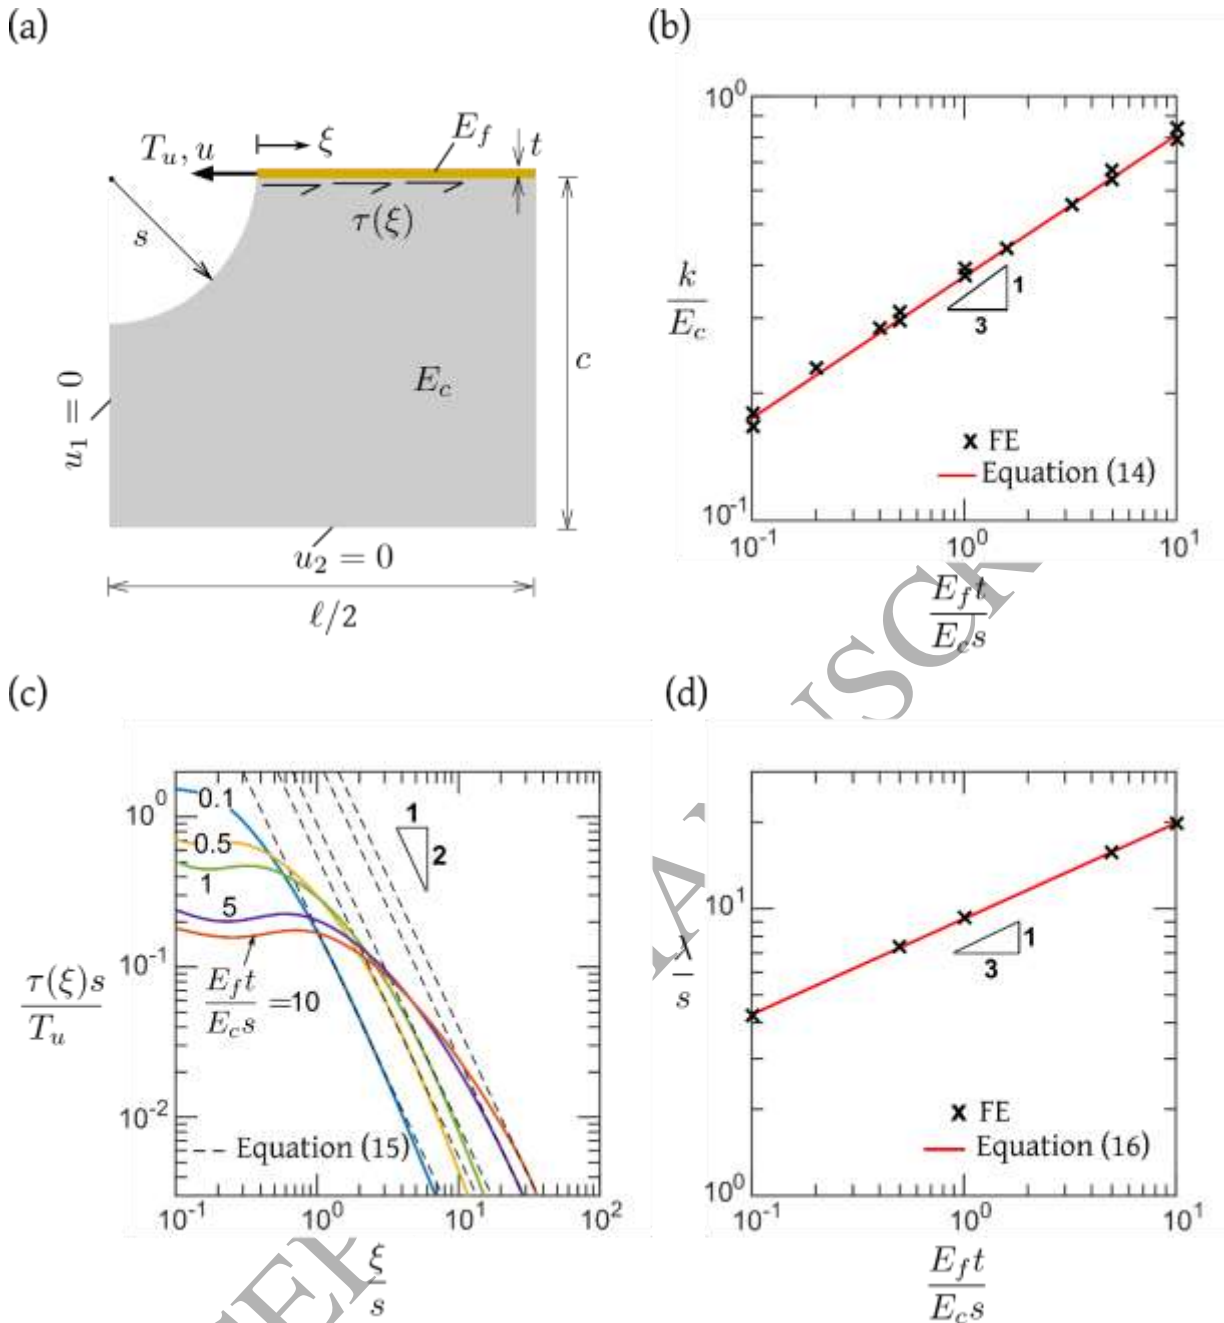 (a)
T_u, u
ξ
E_f
t
τ(ξ)
s
c
E_c
u_1 = 0
u_2 = 0
ℓ/2
(b)
10^0
k
E_c
1
3
× FE
Equation (14)
10^{-1}
10^{-1}
10^0
10^1
E_f t
E_c s
(c)
10^0
0.1
0.5
1
5
1
2
10^{-1}
τ(ξ)s
T_u
E_f t
E_c s
=10
10^{-2}
Equation (15)
10^{-1}
10^0
10^1
10^2
ξ
s
(d)
10^1
λ
s
1
3
× FE
Equation (16)
10^0
10^{-1}
10^0
10^1
E_f t
E_c s